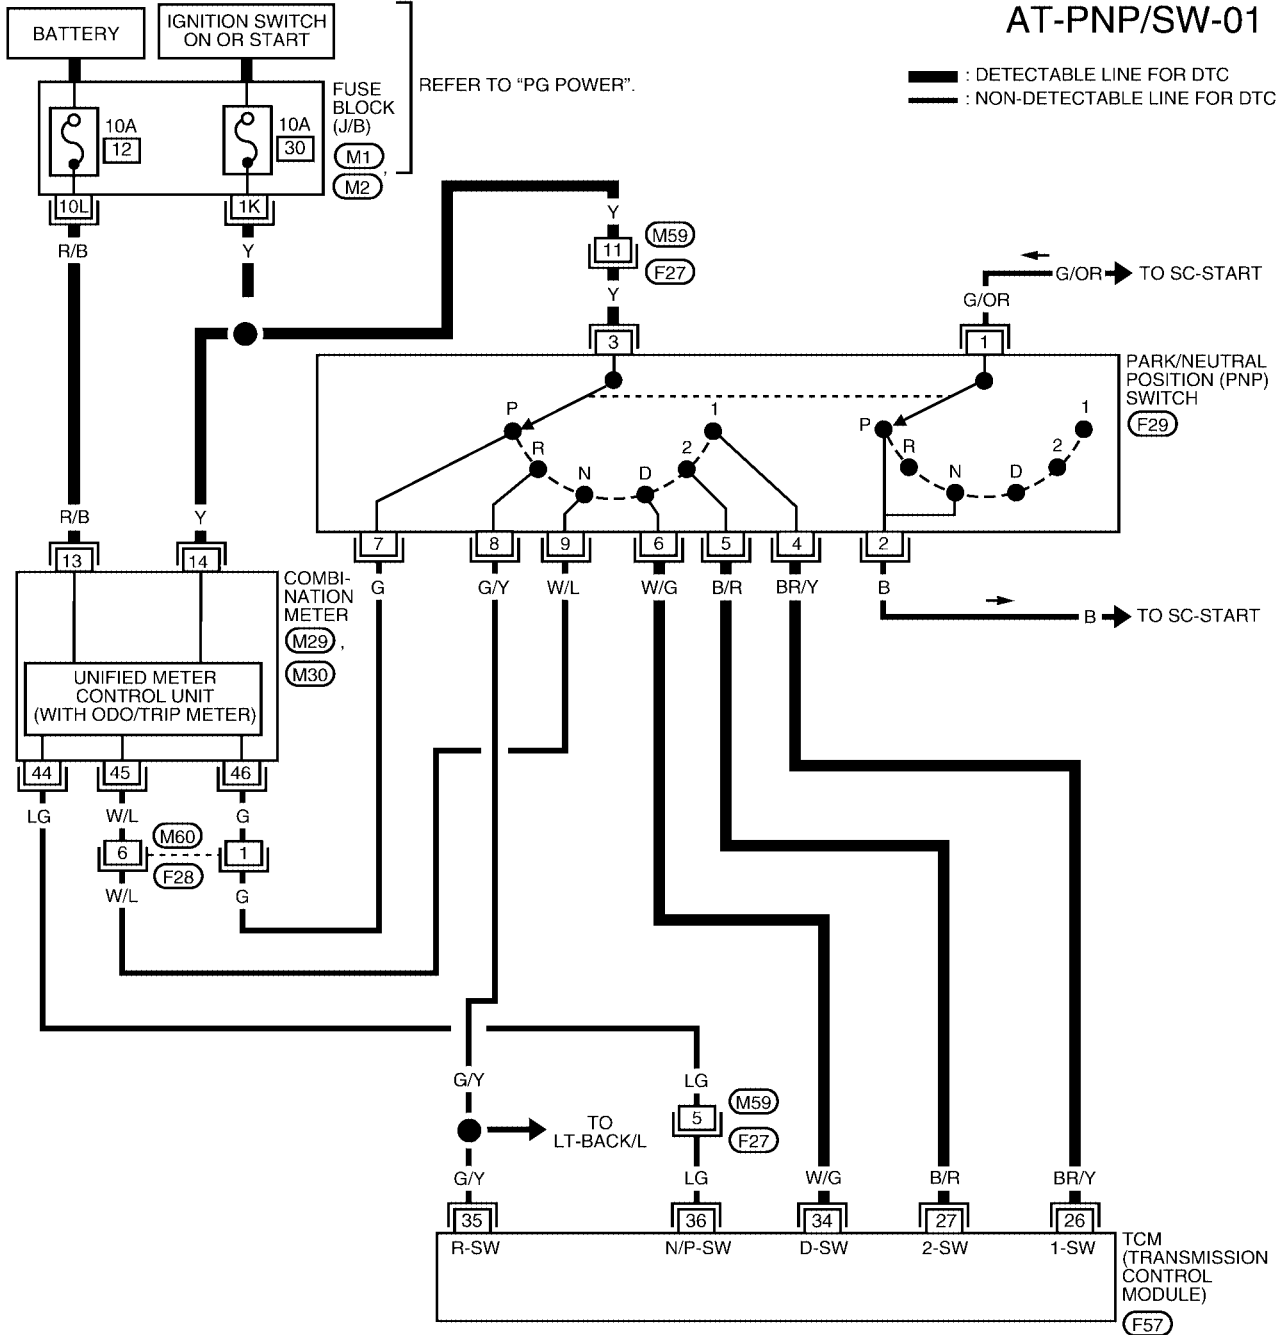 AT-PNP/SW-01
BATTERY
IGNITION SWITCH
ON OR START
: DETECTABLE LINE FOR DTC
: NON-DETECTABLE LINE FOR DTC
FUSE
BLOCK
(J/B)
REFER TO “PG POWER”.
10A
12
10A
30
M1
,
M2
10L
1K
R/B
Y
Y
11
M59
F27
Y
G/OR
TO SC-START
G/OR
3
1
PARK/NEUTRAL
POSITION (PNP)
SWITCH
F29
P
R
N
D
2
1
P
R
N
D
2
1
R/B
Y
7
8
9
6
5
4
2
13
14
G
G/Y
W/L
W/G
B/R
BR/Y
B
B
TO SC-START
COMBI-
NATION
METER
M29 ,
M30
UNIFIED METER
CONTROL UNIT
(WITH ODO/TRIP METER)
44
45
46
LG
W/L
G
6
M60
F28
1
W/L
G
G/Y
LG
TO
LT-BACK/L
5
M59
F27
G/Y
LG
W/G
B/R
BR/Y
35
36
34
27
26
R-SW
N/P-SW
D-SW
2-SW
1-SW
TCM
(TRANSMISSION
CONTROL
MODULE)
F57